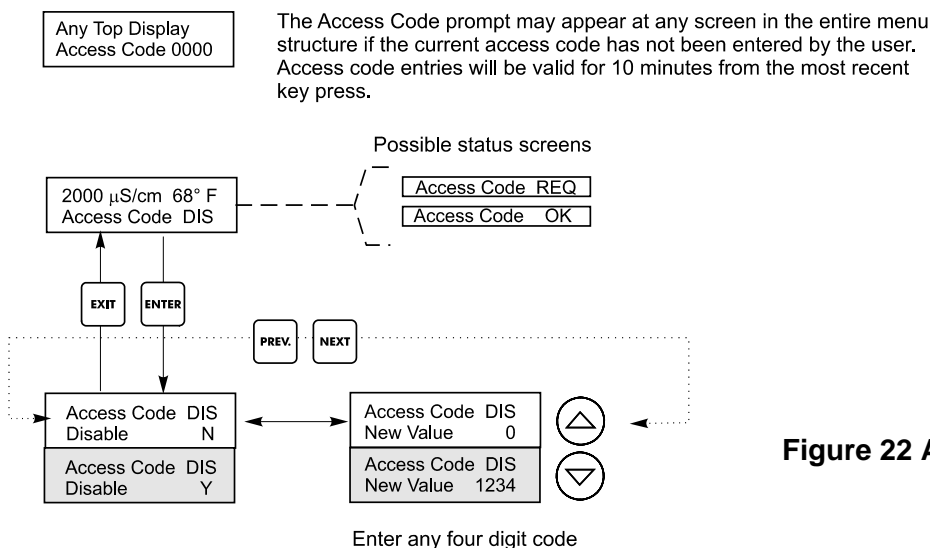 Any Top Display
Access Code 0000
The Access Code prompt may appear at any screen in the entire menu
structure if the current access code has not been entered by the user.
Access code entries will be valid for 10 minutes from the most recent
key press.
Possible status screens
2000 μS/cm 68° F
Access Code DIS
Access Code REQ
Access Code OK
EXIT
ENTER
PREV.
NEXT
Access Code DIS
Disable N
Access Code DIS
Disable Y
Access Code DIS
New Value 0
Access Code DIS
New Value 1234
Figure 22 A
Enter any four digit code